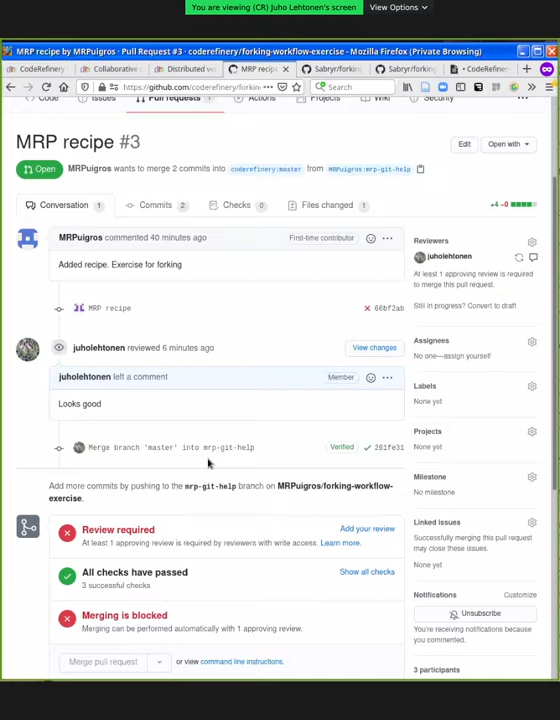 You are viewing (CR) Juho Lehtonen's screen
View Options
MRP recipe by MRPuigros · Pull Request #3 · coderefinery/forking-workflow-exercise - Mozilla Firefox (Private Browsing)
CodeRefinery
Collaborative
Distributed ve
MRP recipe
Sabryr/forkin
Sabryr/forkin
• CodeRefiner
https://github.com/coderefinery/forkin
Search
Code
Issues
Pull requests
Actions
Projects
Wiki
Security
MRP recipe #3
Edit
Open with
Open
MRPuigros wants to merge 2 commits into coderefinery:master from MRPuigros:mrp-git-help
Conversation 1
Commits 2
Checks 0
Files changed 1
+4 −0
MRPuigros commented 40 minutes ago
First-time contributor
Added recipe. Exercise for forking
MRP recipe
66bf2ab
juholehtonen reviewed 6 minutes ago
View changes
juholehtonen left a comment
Member
Looks good
Merge branch 'master' into mrp-git-help
Verified
261fe31
Add more commits by pushing to the mrp-git-help branch on MRPuigros/forking-workflow-
exercise.
Review required
Add your review
At least 1 approving review is required by reviewers with write access. Learn more.
All checks have passed
Show all checks
3 successful checks
Merging is blocked
Merging can be performed automatically with 1 approving review.
Merge pull request
or view command line instructions.
Reviewers
juholehtonen
At least 1 approving review is required
to merge this pull request.
Still in progress? Convert to draft
Assignees
No one—assign yourself
Labels
None yet
Projects
None yet
Milestone
No milestone
Linked issues
Successfully merging this pull request
may close these issues.
None yet
Notifications
Customize
Unsubscribe
You're receiving notifications because
you commented.
3 participants